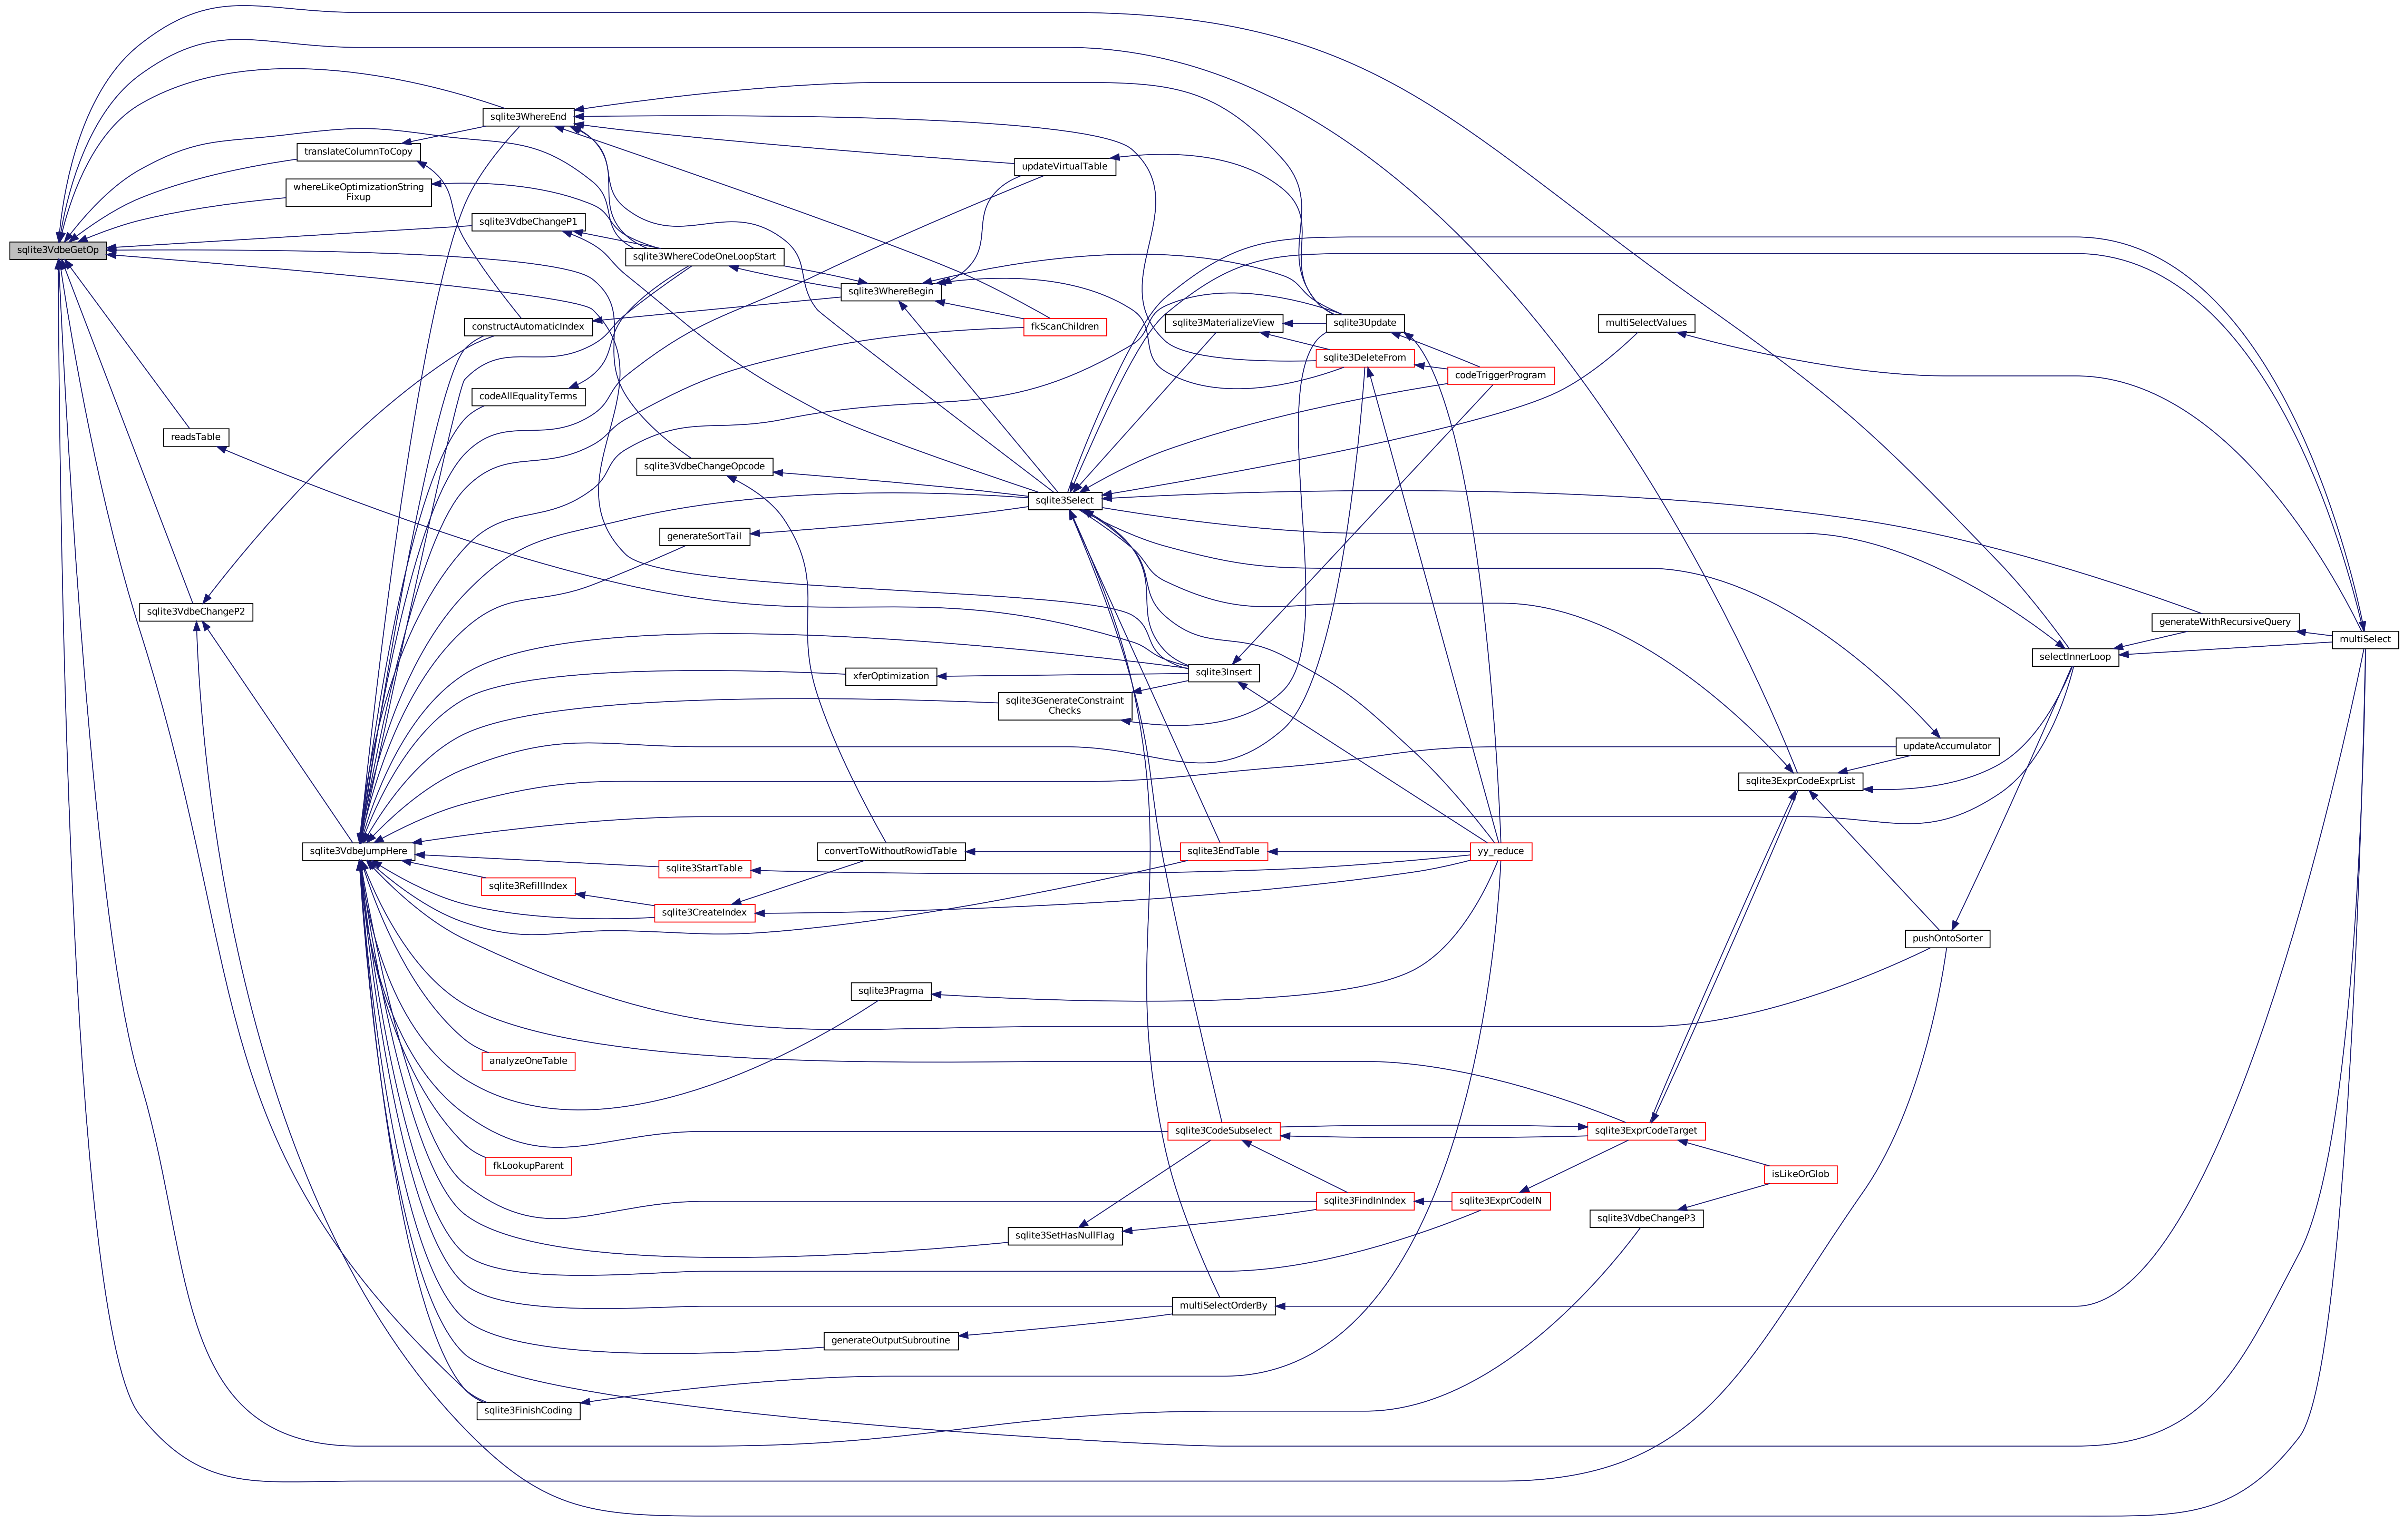 sqlite3WhereEnd
translateColumnToCopy
updateVirtualTable
whereLikeOptimizationString
Fixup
sqlite3VdbeChangeP1
sqlite3VdbeGetOp
sqlite3WhereCodeOneLoopStart
sqlite3WhereBegin
constructAutomaticIndex
fkScanChildren
sqlite3MaterializeView
sqlite3Update
multiSelectValues
sqlite3DeleteFrom
codeTriggerProgram
codeAllEqualityTerms
readsTable
sqlite3VdbeChangeOpcode
sqlite3Select
generateSortTail
sqlite3VdbeChangeP2
generateWithRecursiveQuery
multiSelect
selectInnerLoop
xferOptimization
sqlite3Insert
sqlite3GenerateConstraint
Checks
updateAccumulator
sqlite3ExprCodeExprList
sqlite3VdbeJumpHere
convertToWithoutRowidTable
sqlite3EndTable
yy_reduce
sqlite3StartTable
sqlite3RefillIndex
sqlite3CreateIndex
pushOntoSorter
sqlite3Pragma
analyzeOneTable
sqlite3CodeSubselect
sqlite3ExprCodeTarget
fkLookupParent
isLikeOrGlob
sqlite3FindInIndex
sqlite3ExprCodeIN
sqlite3VdbeChangeP3
sqlite3SetHasNullFlag
multiSelectOrderBy
generateOutputSubroutine
sqlite3FinishCoding